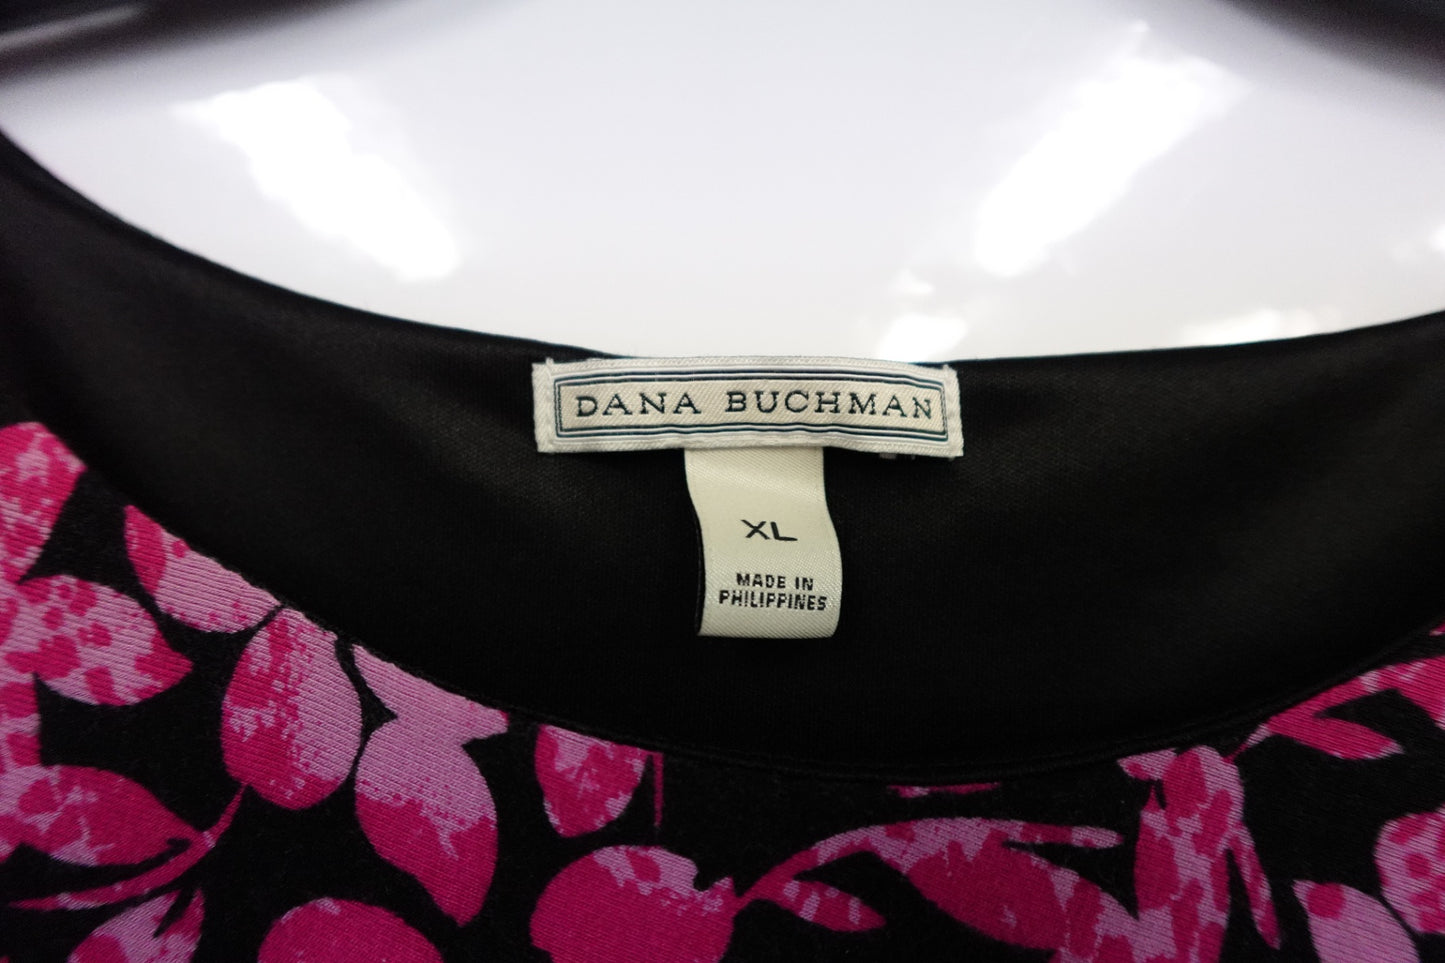 DANA BUCHMAN
XL
MADE IN
PHILIPPINES